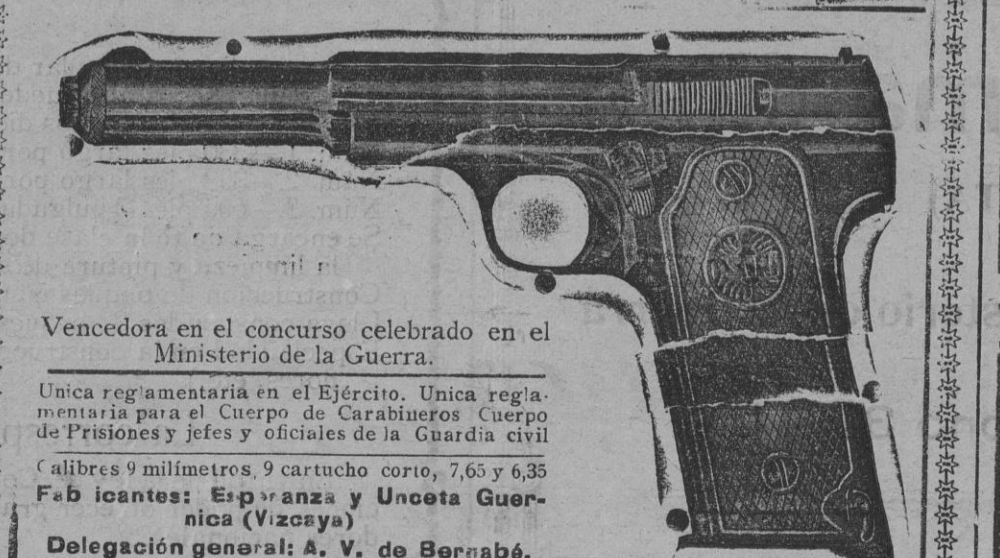 Vencedora en el concurso celebrado en el
Ministerio de la Guerra.
Unica reglamentaria en el Ejército. Unica regla-
mentaria para el Cuerpo de Carabineros Cuerpo
de Prisiones y jefes y oficiales de la Guardia civil
Calibres 9 milímetros, 9 cartucho corto, 7,65 y 6,35
Fab icantes: Esperanza y Unceta Guer-
nica (Vizcaya)
Delegación general: A. V. de Bernabé.